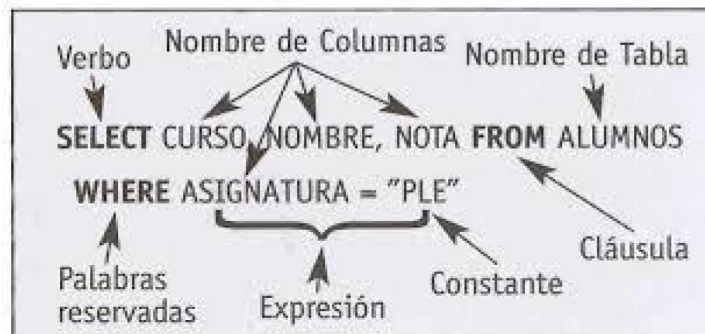 Nombre de Columnas
Verbo
Nombre de Tabla
SELECT CURSO, NOMBRE, NOTA FROM ALUMNOS
WHERE ASIGNATURA = "PLE"
Cláusula
Palabras
reservadas
Expresión
Constante